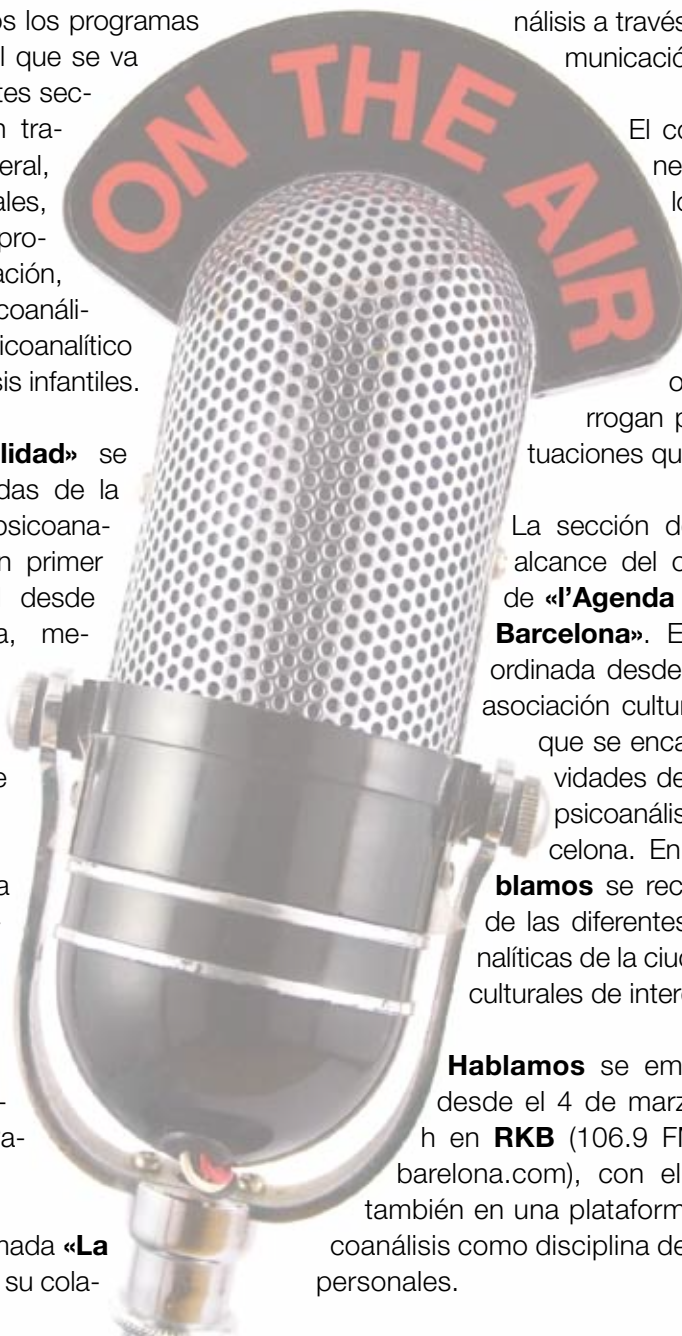 os los programas
l que se va
tes sec-
n tra-
eral,
ales,
pro-
ación,
coanáli-
icoanalítico
sis infantiles.
lidad» se
das de la
psicoana-
n primer
desde
a, me-
e
a
-
-
a-
nada «La
su cola-
ON THE AIR
nálisis a través
municació
El co
ne
lo
o
rrogan p
tuaciones qu
La sección d
alcance del c
de «l'Agenda
Barcelona». E
ordinada desde
asociación cultur
que se enca
vidades de
psicoanális
celona. En
blamos se rec
de las diferentes
nalíticas de la ciuc
culturales de intere
Hablamos se em
desde el 4 de marz
h en RKB (106.9 FM
barelona.com), con el
también en una plataform
coanálisis como disciplina de
personales.